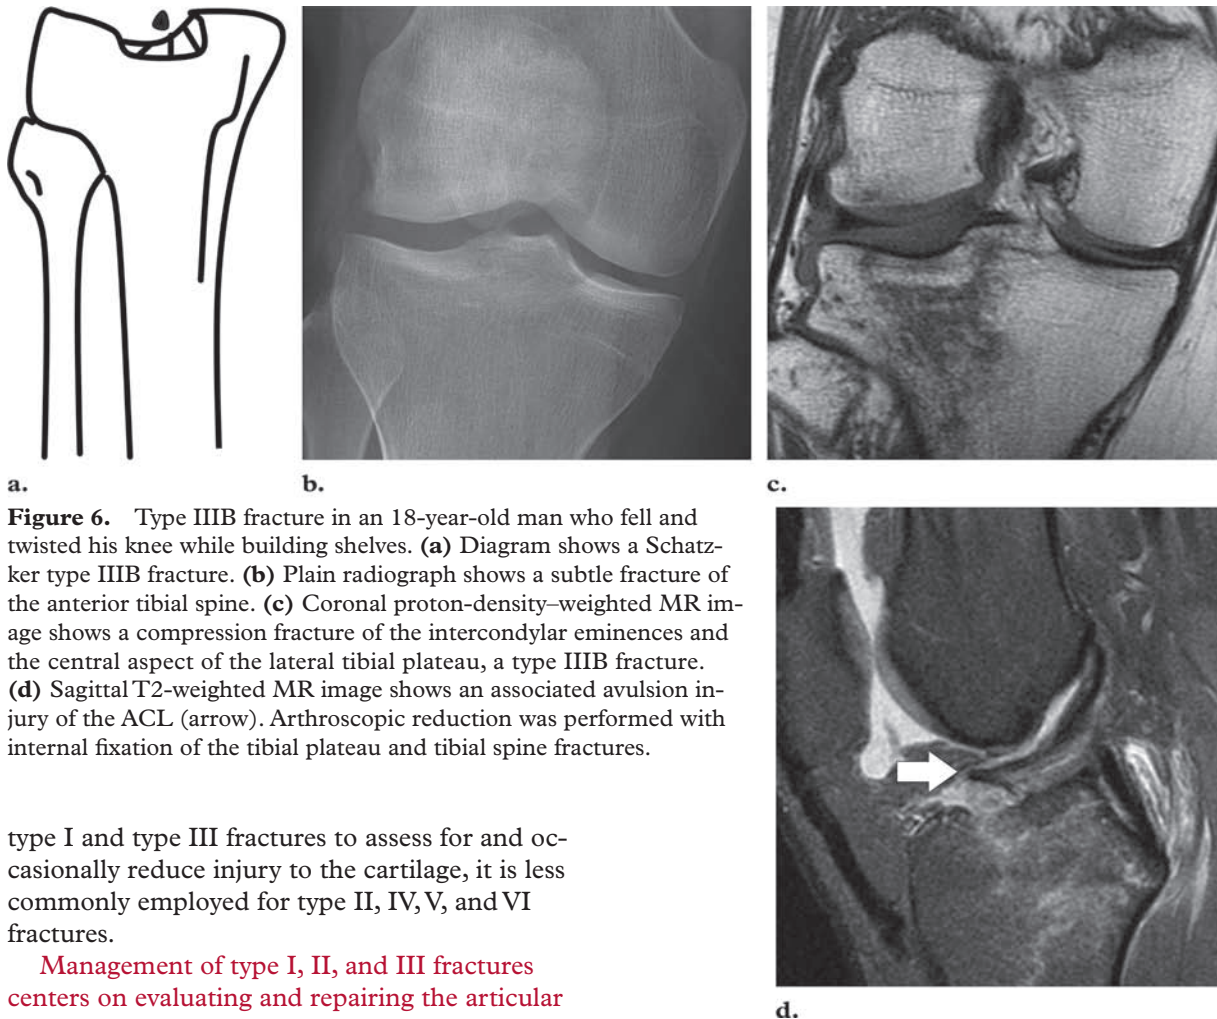 a.
b.
c.
Figure 6. Type IIIB fracture in an 18-year-old man who fell and
twisted his knee while building shelves. (a) Diagram shows a Schatz-
ker type IIIB fracture. (b) Plain radiograph shows a subtle fracture of
the anterior tibial spine. (c) Coronal proton-density–weighted MR im-
age shows a compression fracture of the intercondylar eminences and
the central aspect of the lateral tibial plateau, a type IIIB fracture.
(d) Sagittal T2-weighted MR image shows an associated avulsion in-
jury of the ACL (arrow). Arthroscopic reduction was performed with
internal fixation of the tibial plateau and tibial spine fractures.
type I and type III fractures to assess for and oc-
casionally reduce injury to the cartilage, it is less
commonly employed for type II, IV, V, and VI
fractures.
Management of type I, II, and III fractures
centers on evaluating and repairing the articular
d.